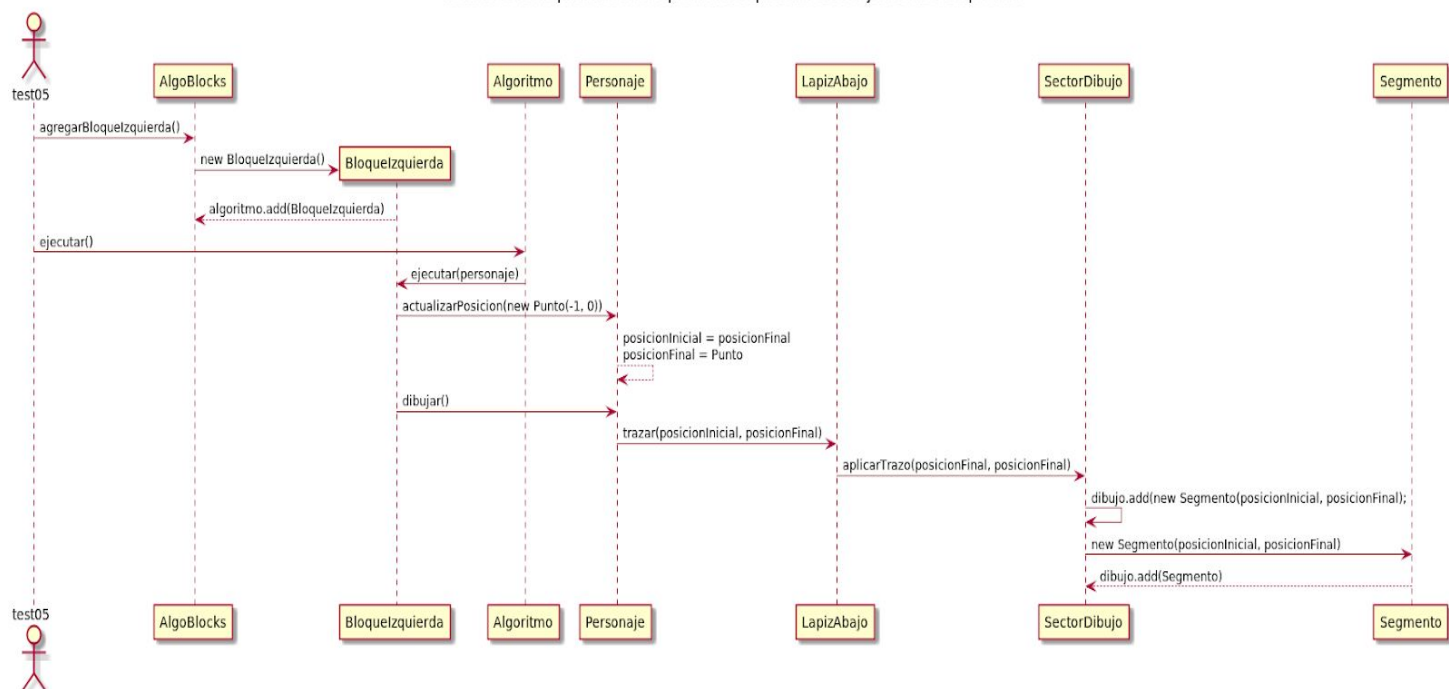 test05
AlgoBlocks
Algoritmo
Personaje
LapizAbajo
SectorDibujo
Segmento
agregarBloqueIzquierda()
new BloqueIzquierda()
BloqueIzquierda
algoritmo.add(BloqueIzquierda)
ejecutar()
ejecutar(personaje)
actualizarPosicion(new Punto(-1, 0))
posicionInicial = posicionFinal
posicionFinal = Punto
dibujar()
trazar(posicionInicial, posicionFinal)
aplicarTrazo(posicionFinal, posicionFinal)
dibujo.add(new Segmento(posicionInicial, posicionFinal);
new Segmento(posicionInicial, posicionFinal)
dibujo.add(Segmento)
test05
AlgoBlocks
BloqueIzquierda
Algoritmo
Personaje
LapizAbajo
SectorDibujo
Segmento